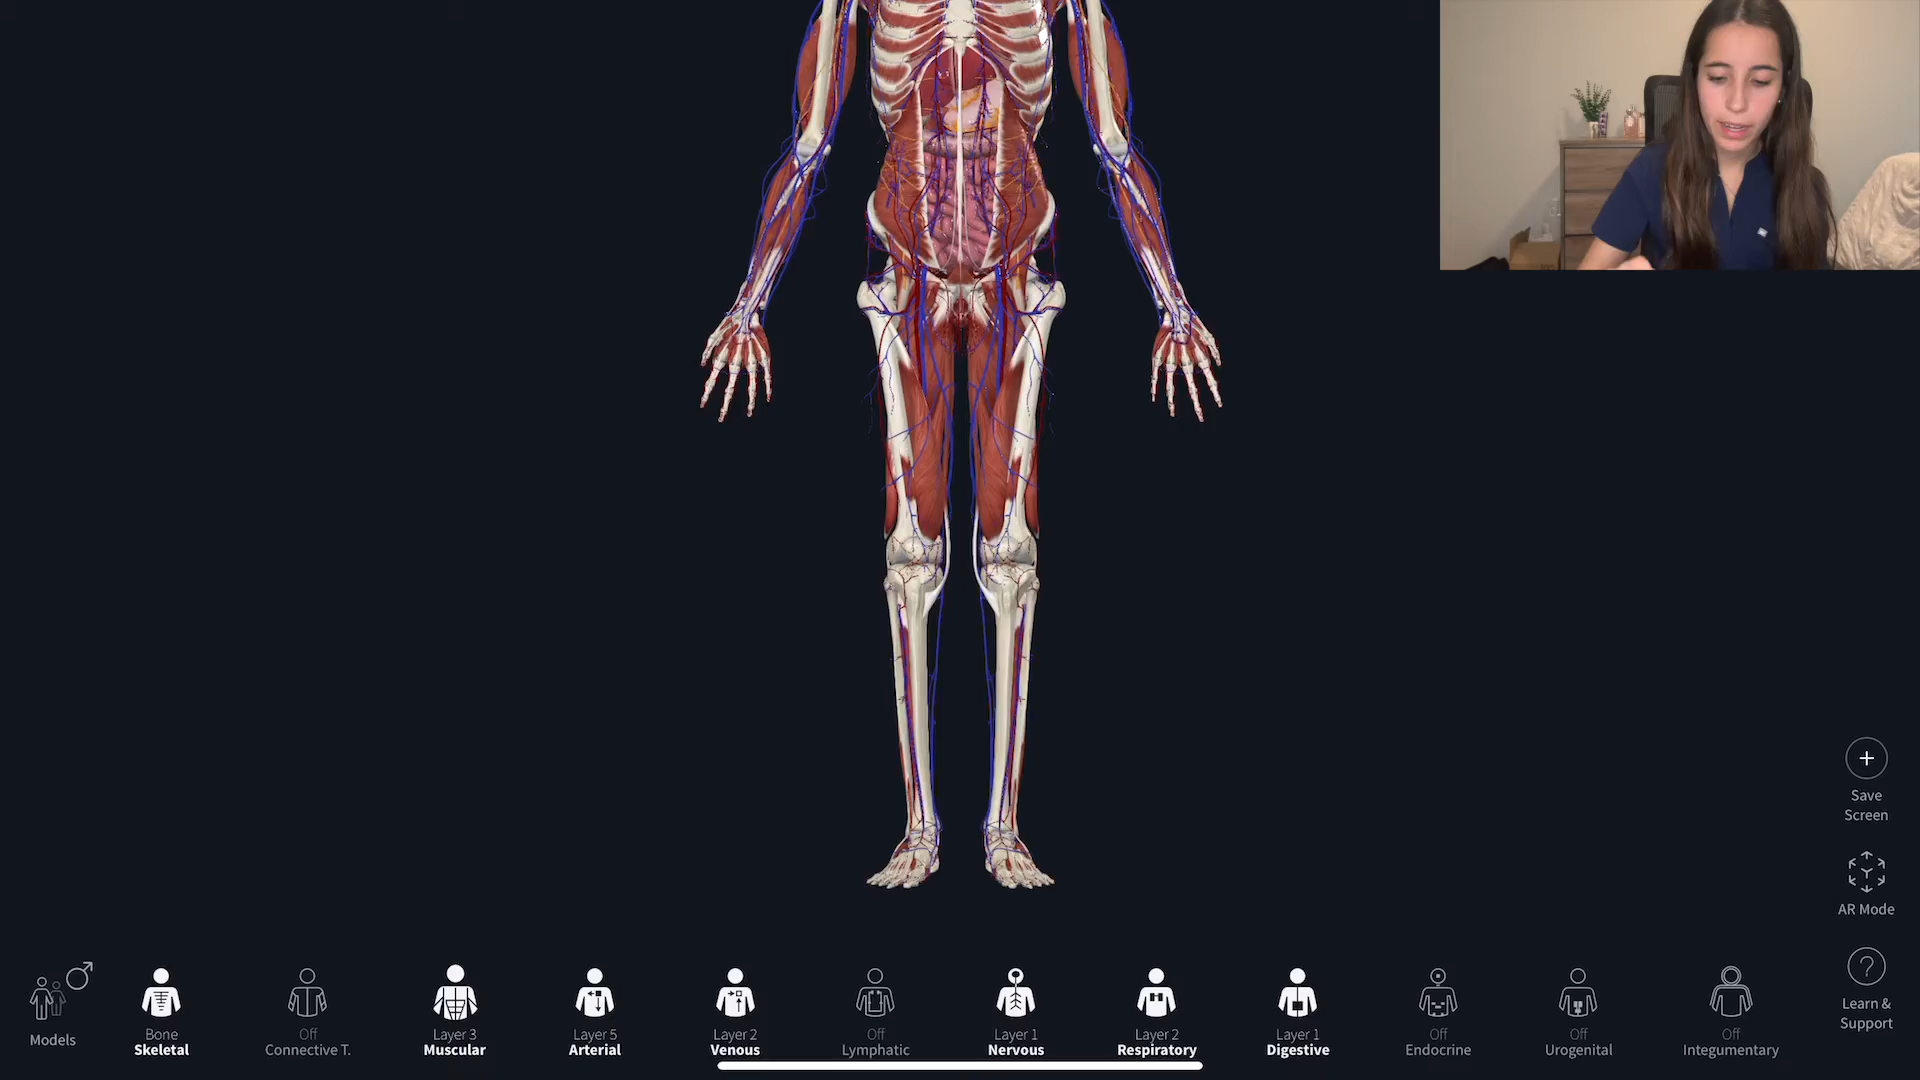 Save
Screen
AR Mode
Learn &
Support
Models
Bone
Skeletal
Off
Connective T.
Layer 3
Muscular
Layer 5
Arterial
Layer 2
Venous
Off
Lymphatic
Layer 1
Nervous
Layer 2
Respiratory
Layer 1
Digestive
Off
Endocrine
Off
Urogenital
Off
Integumentary